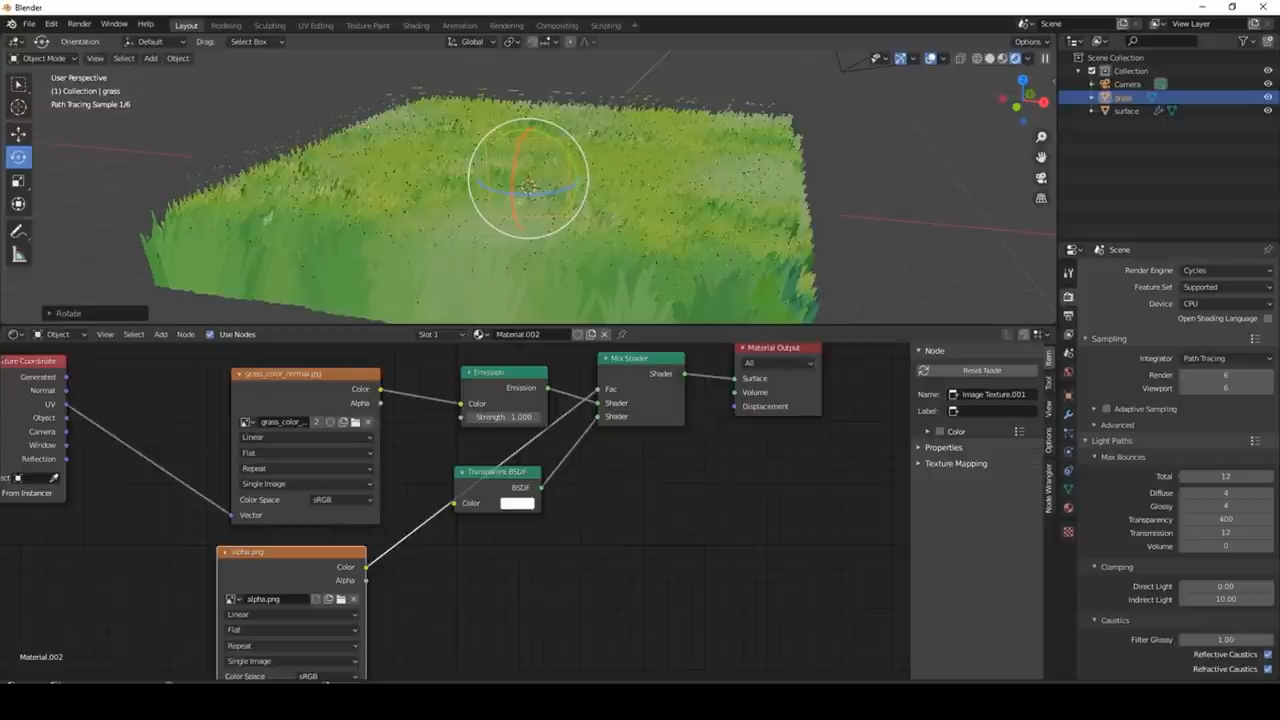 Blender
File Edit Render Window Help Layout Modeling Sculpting UV Editing Texture Paint Shading Animation Rendering Compositing Scripting + Scene View Layer
Orientation: Default Drag: Select Box Global Options
Object Mode View Select Add Object
User Perspective
(1) Collection | grass
Path Tracing Sample 1/6
Scene Collection
Collection
Camera
grass
surface
Rotate
Scene
Render Engine Cycles
Feature Set Supported
Device CPU
Open Shading Language
Sampling
Integrator Path Tracing
Render 6
Viewport 6
Adaptive Sampling
Advanced
Light Paths
Max Bounces
Total 12
Diffuse 4
Glossy 4
Transparency 400
Transmission 12
Volume 0
Clamping
Direct Light 0.00
Indirect Light 10.00
Caustics
Filter Glossy 1.00
Reflective Caustics
Refractive Caustics
Object View Select Add Node Use Nodes Slot 1 Material.002
xture Coordinate
Generated
Normal
UV
Object
Camera
Window
Reflection
ect
From Instancer
grass_color_normal.jpg
Color
Alpha
grass_color_... 2
Linear
Flat
Repeat
Single Image
Color Space sRGB
Vector
alpha.png
Color
Alpha
alpha.png
Linear
Flat
Repeat
Single Image
Color Space sRGB
Emission
Emission
Color
Strength 1.000
Transparent BSDF
BSDF
Color
Mix Shader
Shader
Fac
Shader
Shader
Material Output
All
Surface
Volume
Displacement
Node
Reset Node
Name: Image Texture.001
Label:
Color
Properties
Texture Mapping
Item
Tool
View
Options
Node Wrangler
Material.002